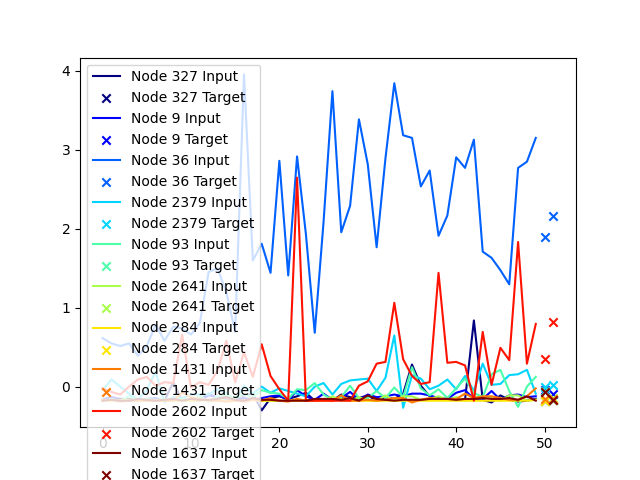 4
3
2
1
0
0
10
20
30
40
50
Node 327 Input
Node 327 Target
Node 9 Input
Node 9 Target
Node 36 Input
Node 36 Target
Node 2379 Input
Node 2379 Target
Node 93 Input
Node 93 Target
Node 2641 Input
Node 2641 Target
Node 284 Input
Node 284 Target
Node 1431 Input
Node 1431 Target
Node 2602 Input
Node 2602 Target
Node 1637 Input
Node 1637 Target